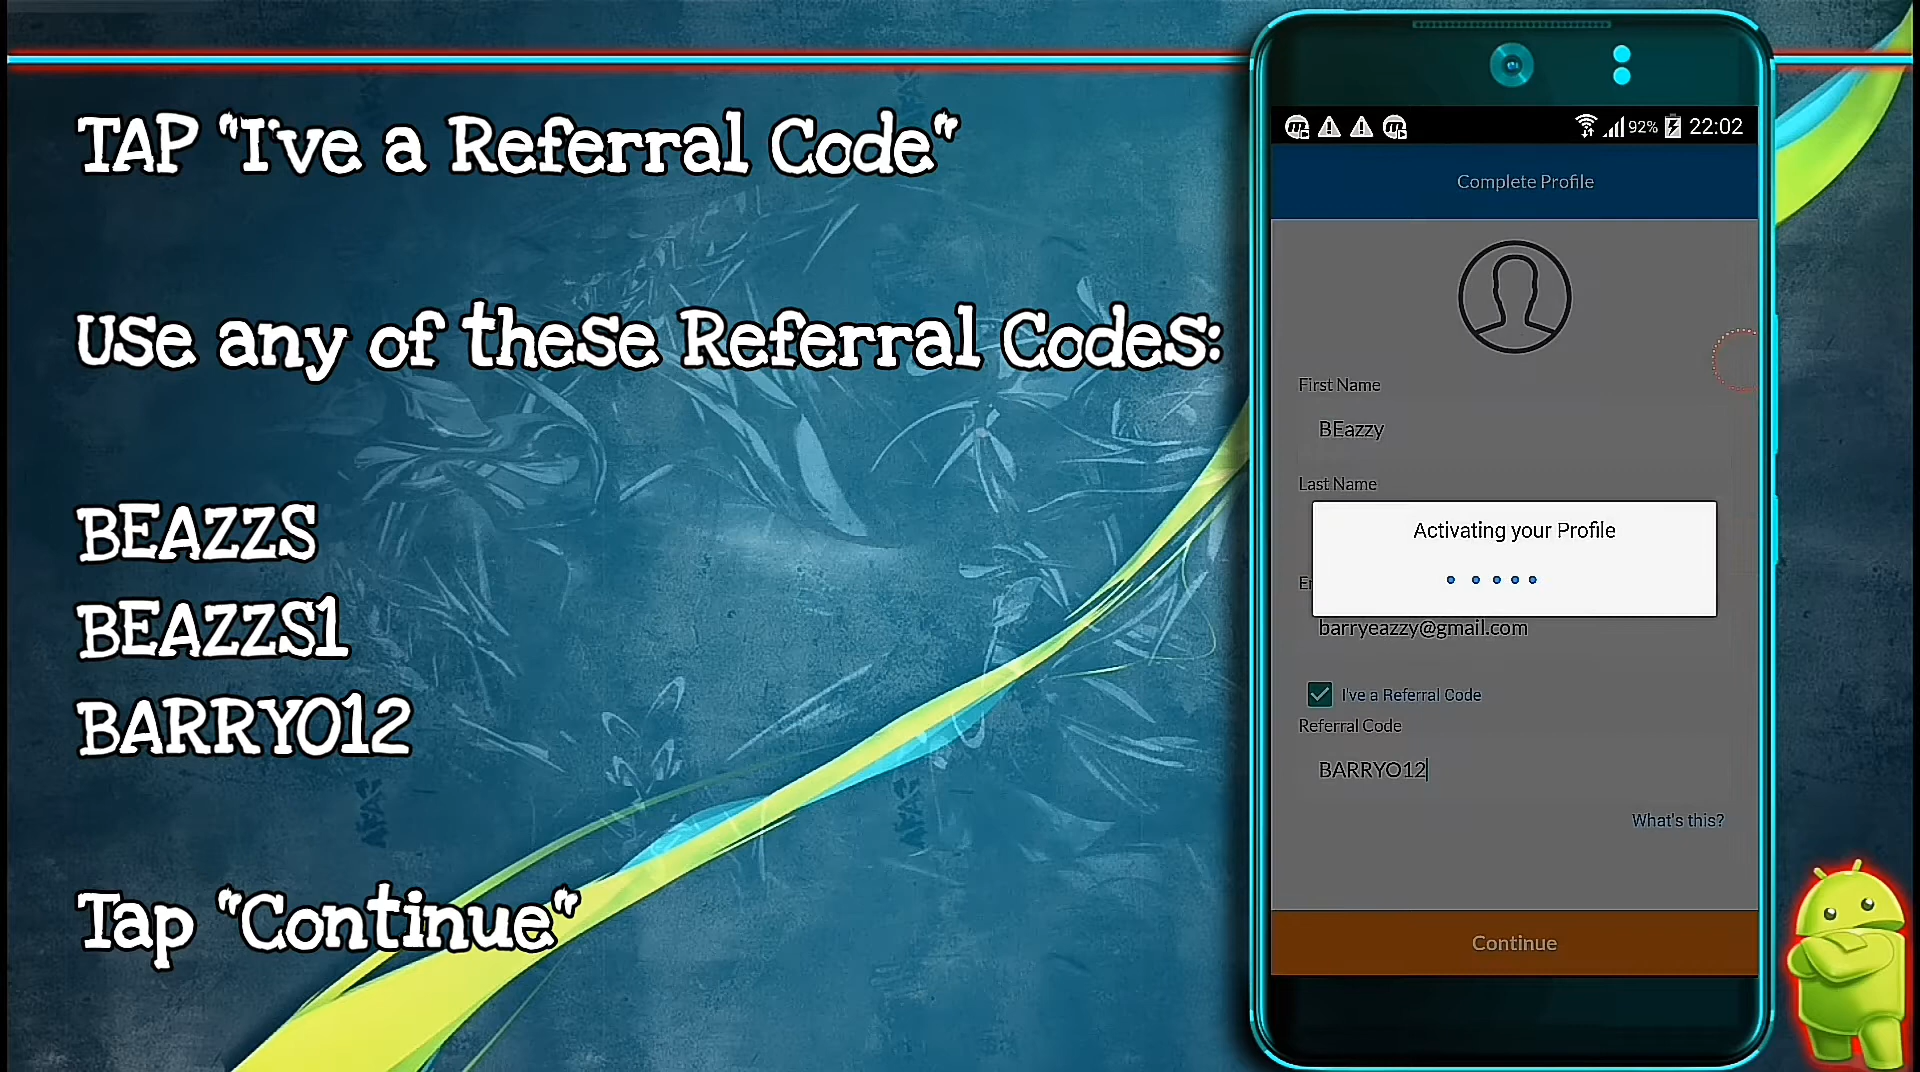 TAP "I've a Referral Code"
Use any of these Referral Codes:
BEAZZS
BEAZZS1
BARRYO12
Tap "Continue"
92% 22:02
Complete Profile
First Name
BEazzy
Last Name
Activating your Profile
barryeazzy@gmail.com
I've a Referral Code
Referral Code
BARRYO12
What's this?
Continue